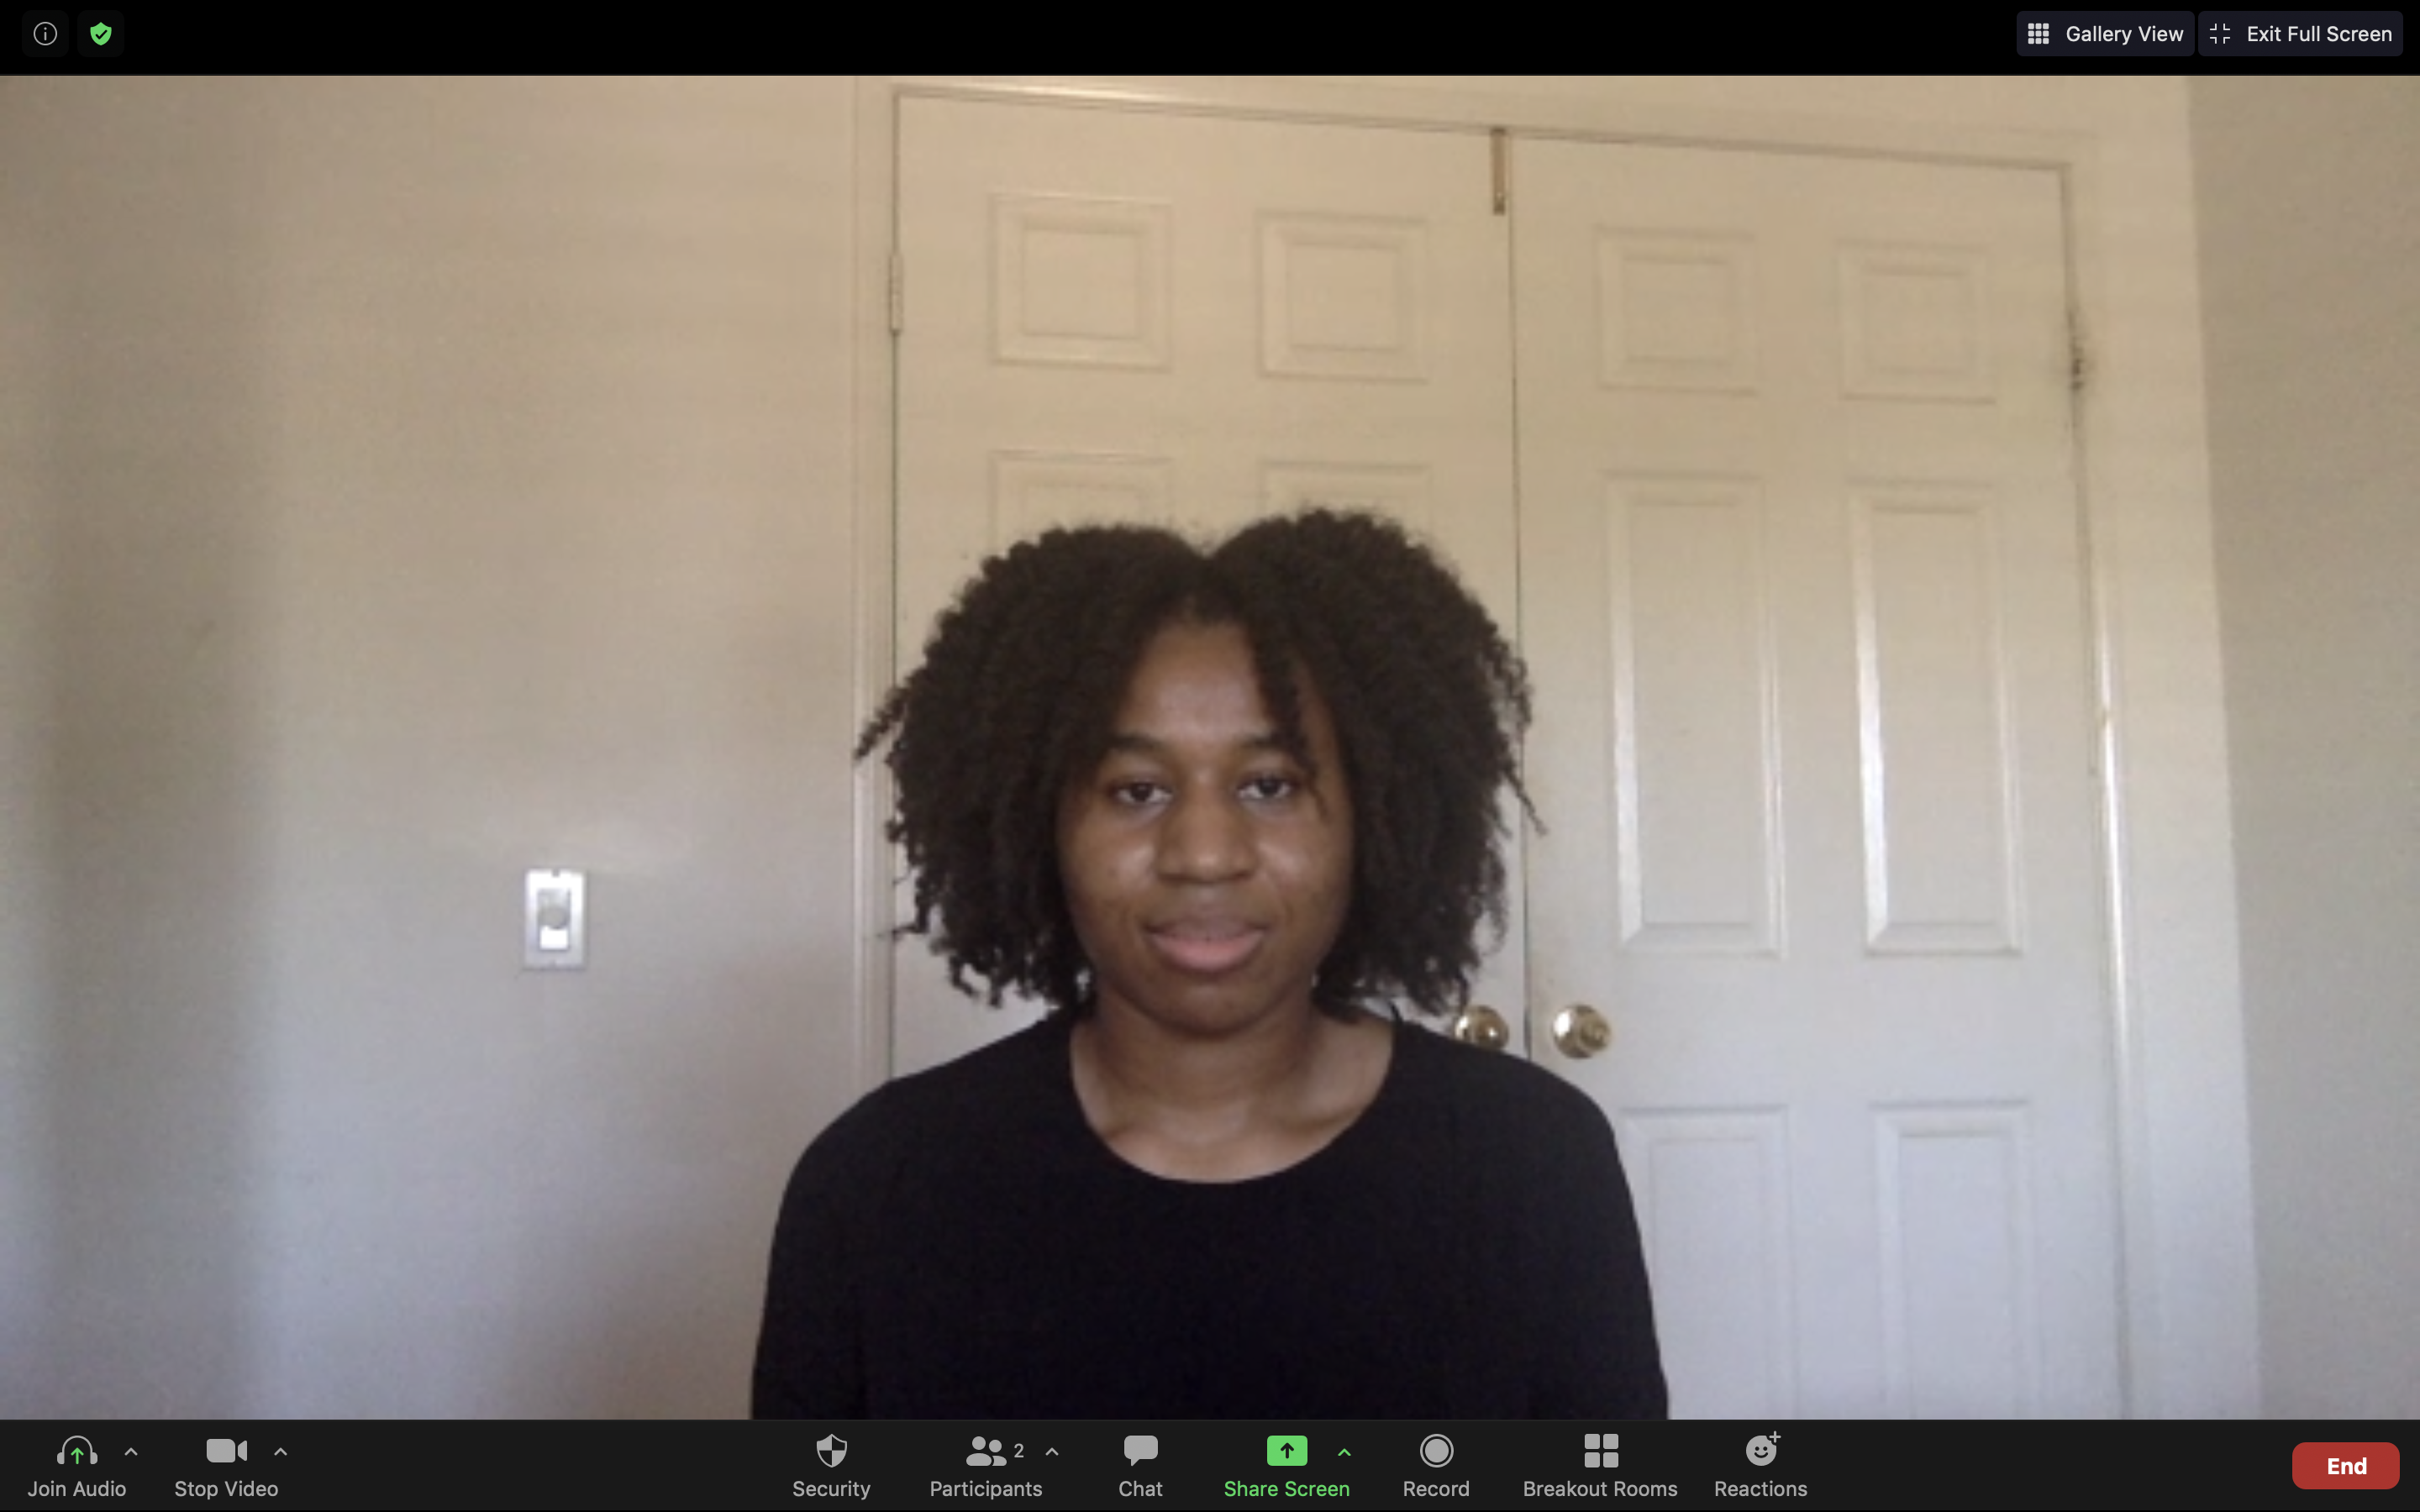 Gallery View
Exit Full Screen
Join Audio
Stop Video
Security
Participants
2
Chat
Share Screen
Record
Breakout Rooms
Reactions
End